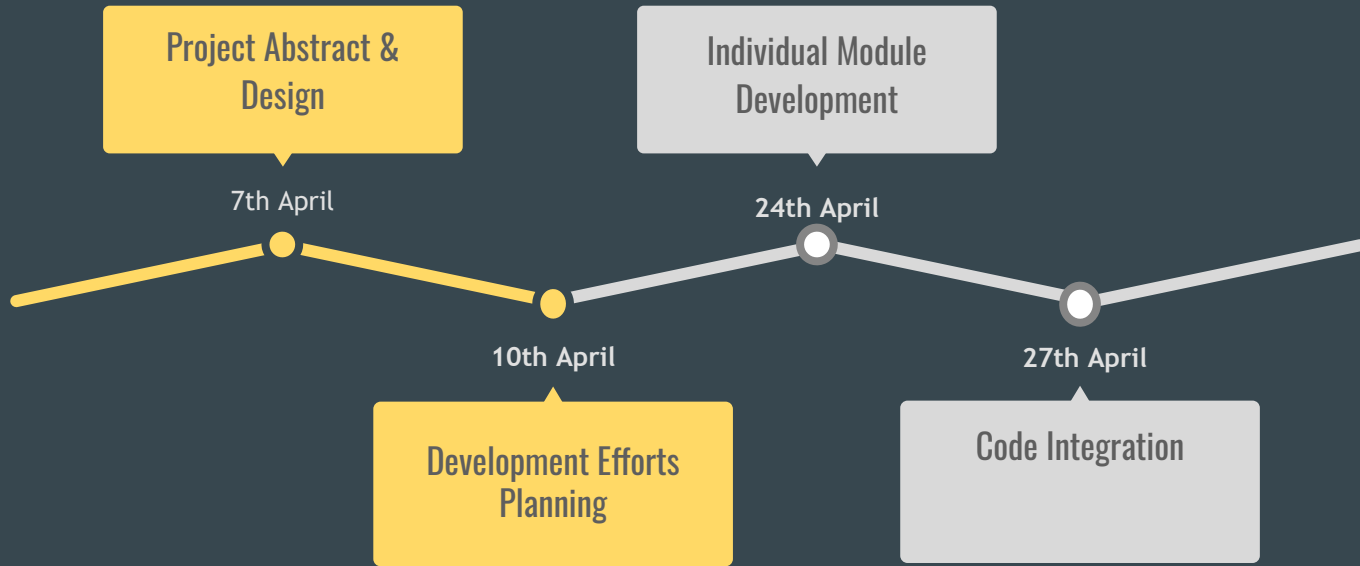 Project Abstract &
Design
7th April
10th April
Development Efforts
Planning
Individual Module
Development
24th April
27th April
Code Integration